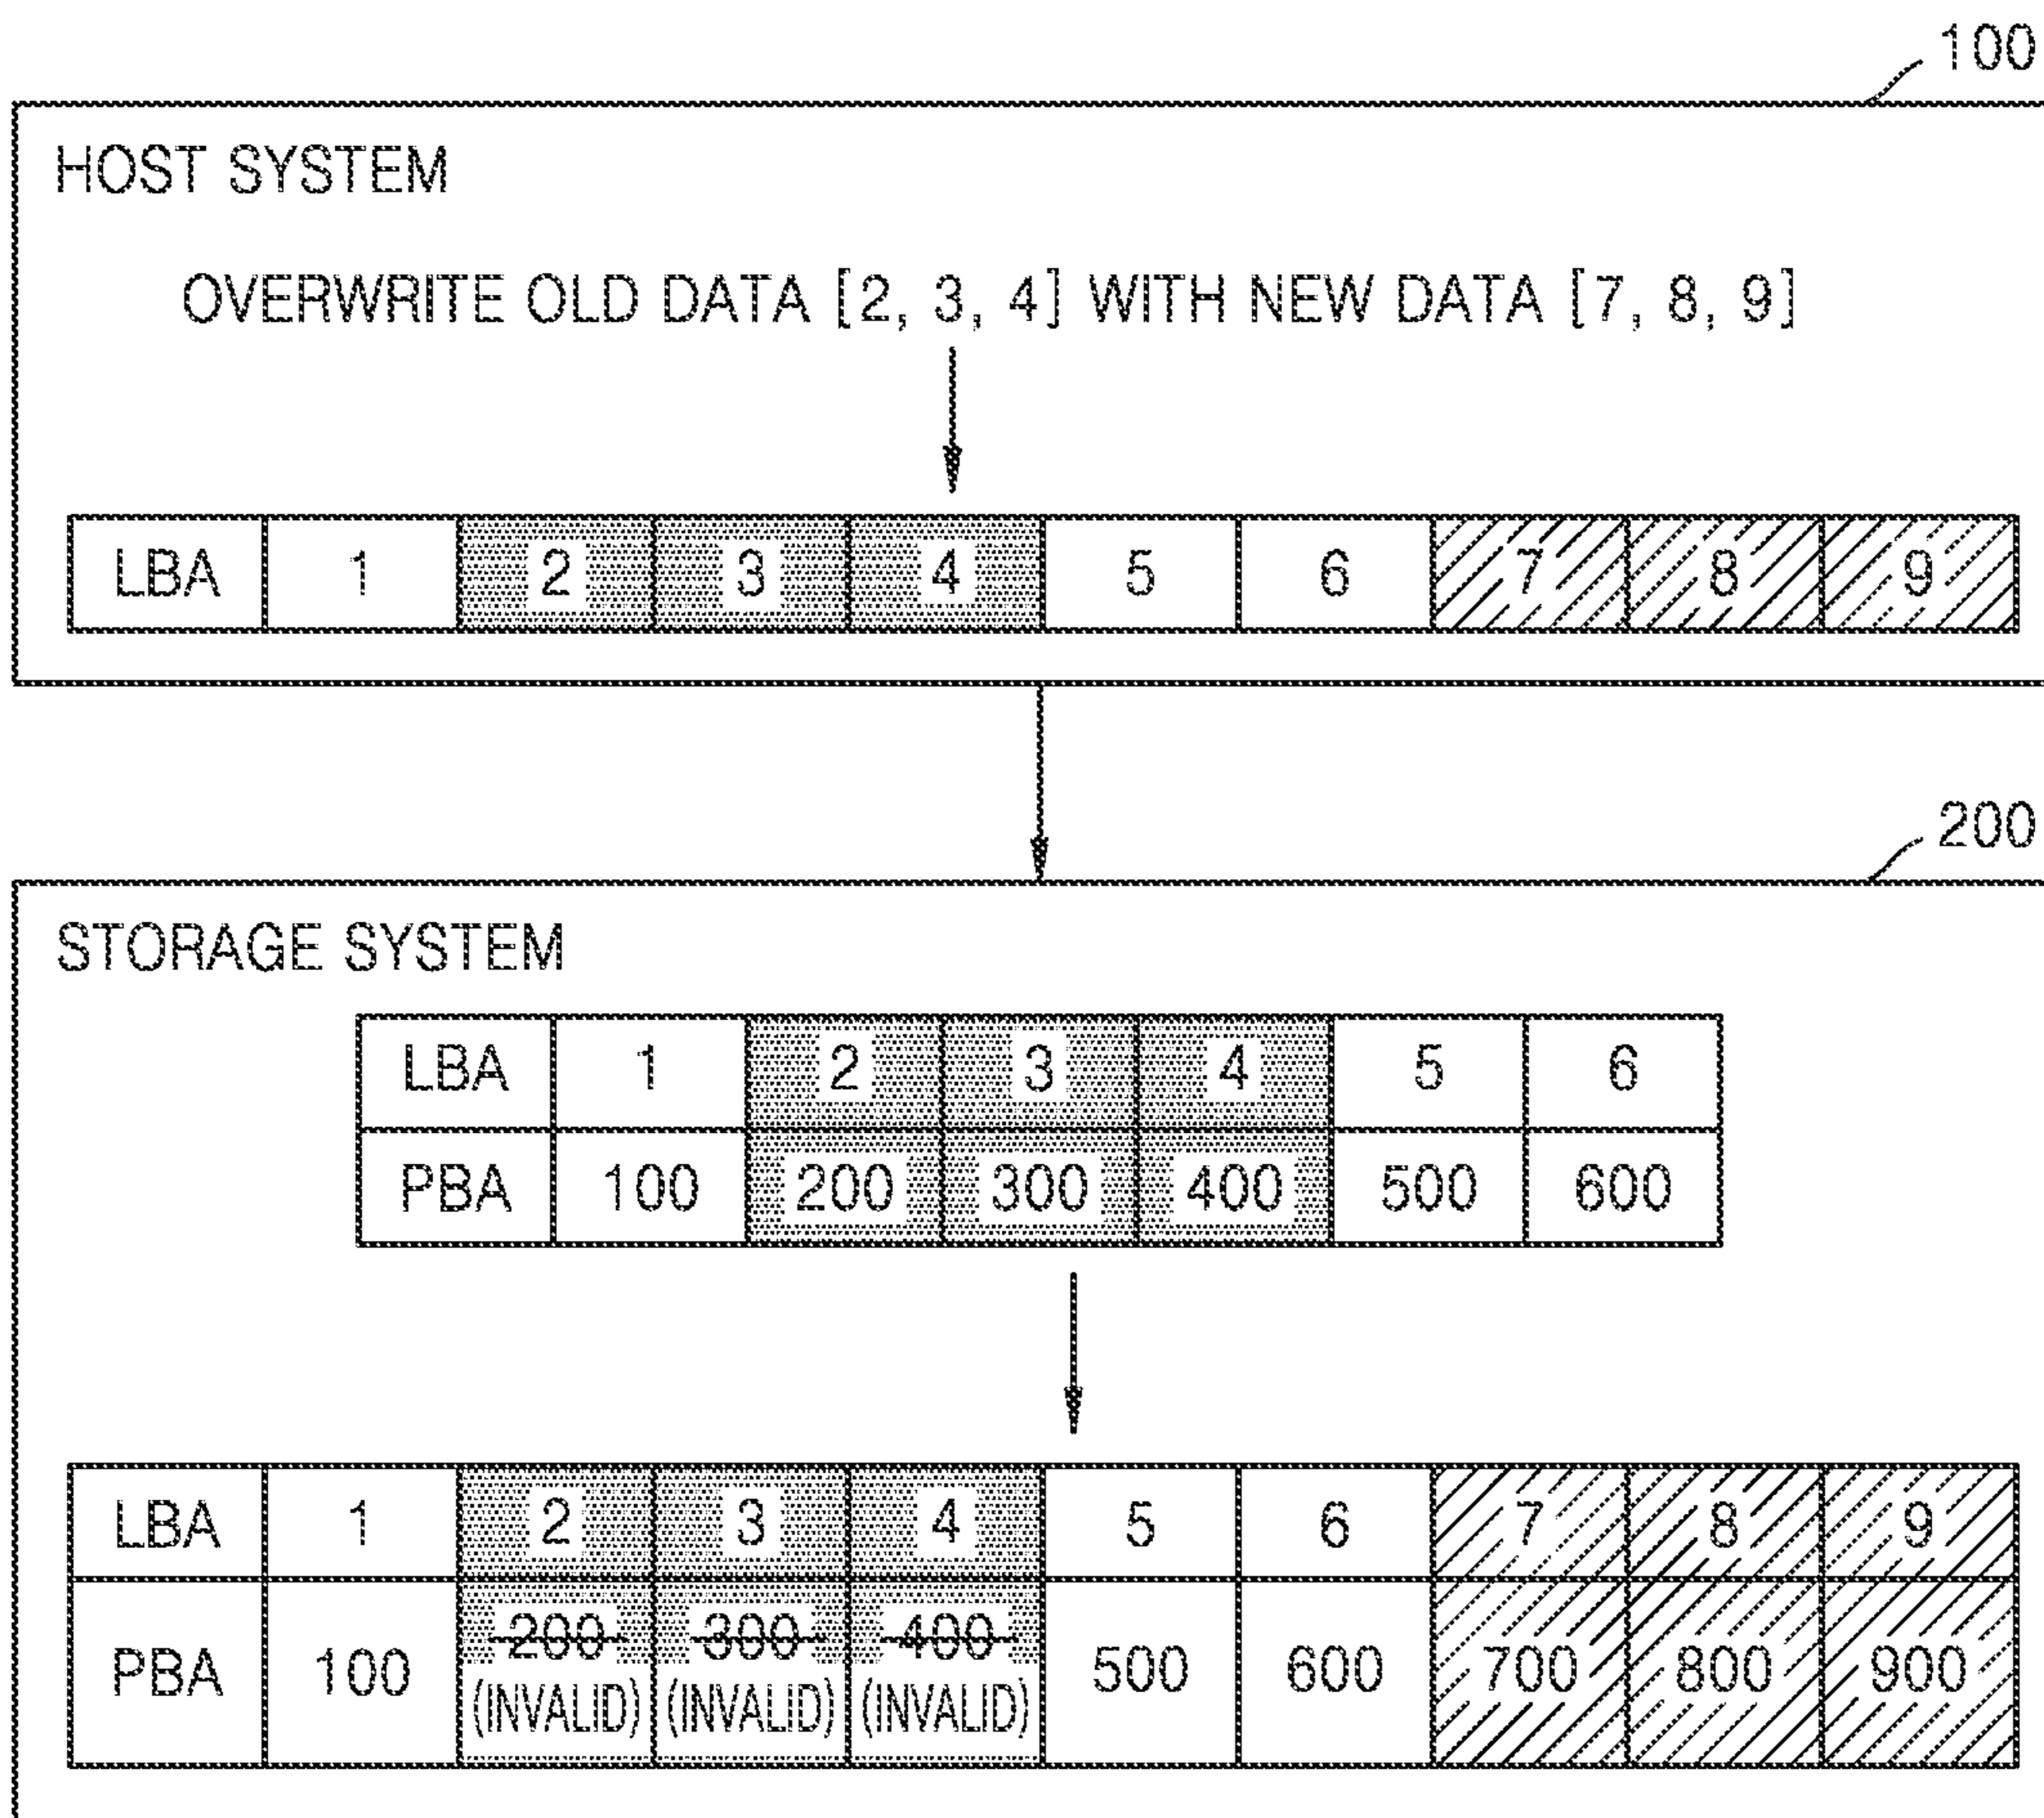 100
HOST SYSTEM
OVERWRITE OLD DATA [2, 3, 4] WITH NEW DATA [7, 8, 9]
LBA 1 2 3 4 5 6 7 8 9
200
STORAGE SYSTEM
LBA 1 2 3 4 5 6
PBA 100 200 300 400 500 600
LBA 1 2 3 4 5 6 7 8 9
PBA 100 200 300 400 500 600 700 800 900
(INVALID) (INVALID) (INVALID)